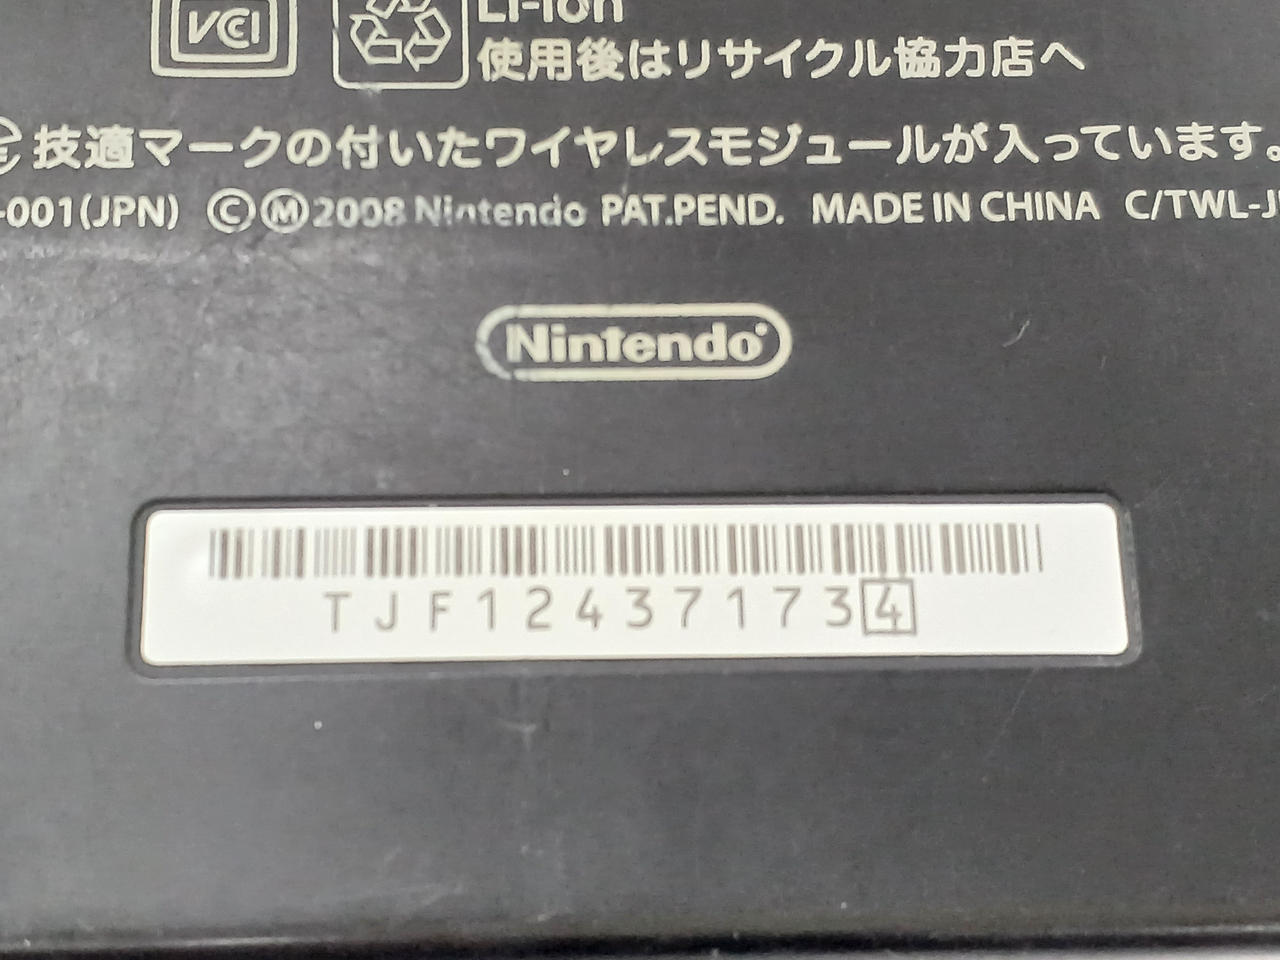 VCCI
Li-ion
使用後はリサイクル協力店へ
技適マークの付いたワイヤレスモジュールが入っています。
-001(JPN) ©Ⓜ2008 Nintendo PAT.PEND. MADE IN CHINA C/TWL-J
Nintendo®
TJF124371734